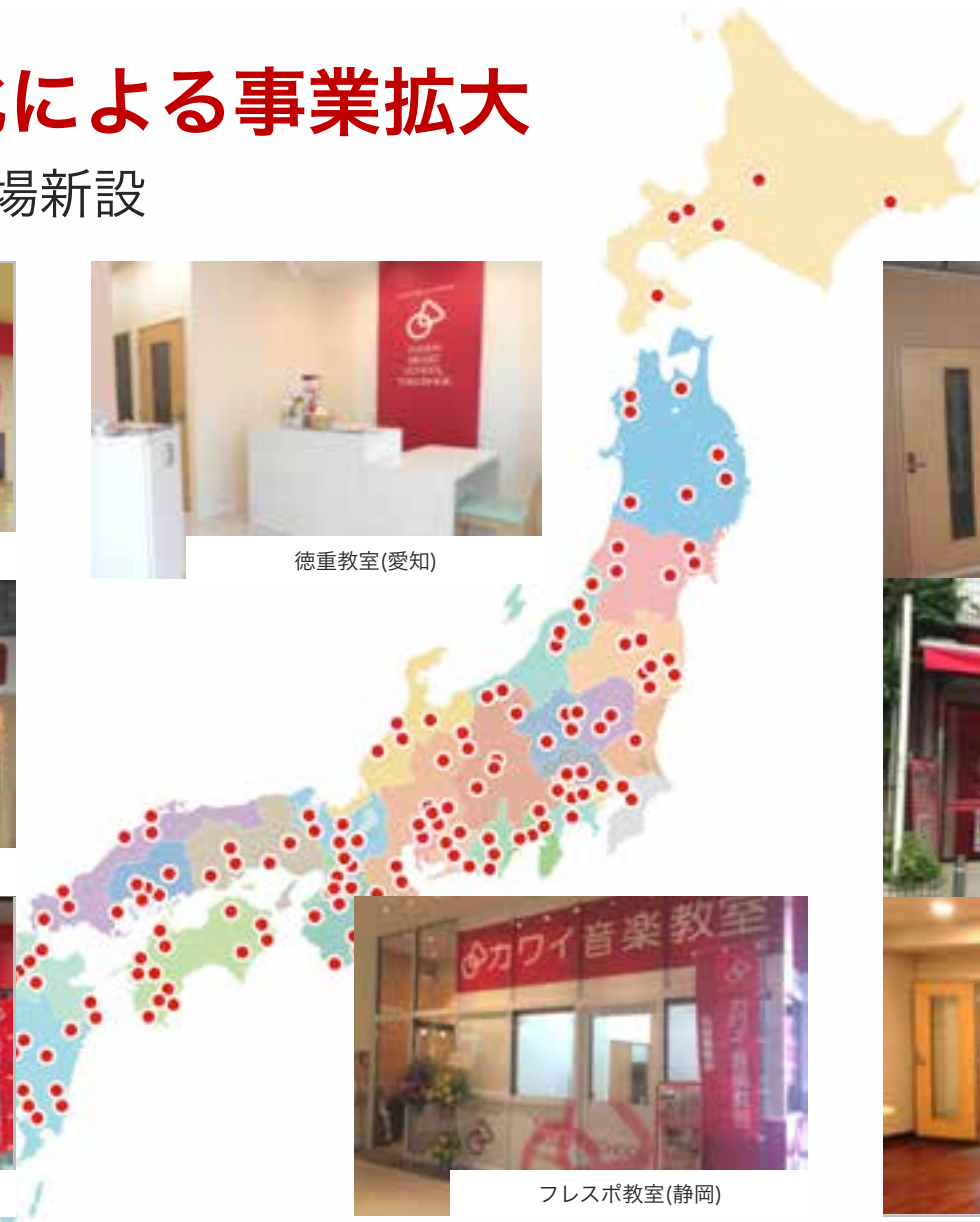 による事業拡大
場新設
徳重教室(愛知)
カワイ音楽教室
フレスポ教室(静岡)